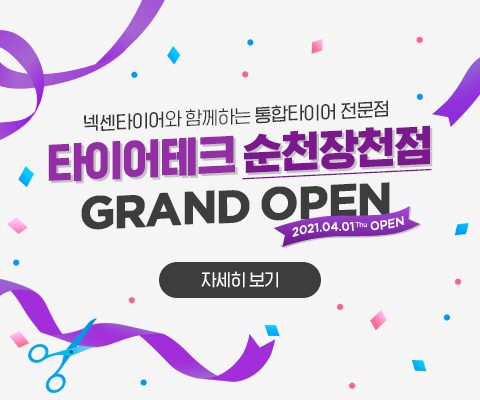 넥센타이어와 함께하는 통합타이어 전문점
타이어테크 순천장천점
GRAND OPEN
2021.04.01 Thu OPEN
자세히 보기